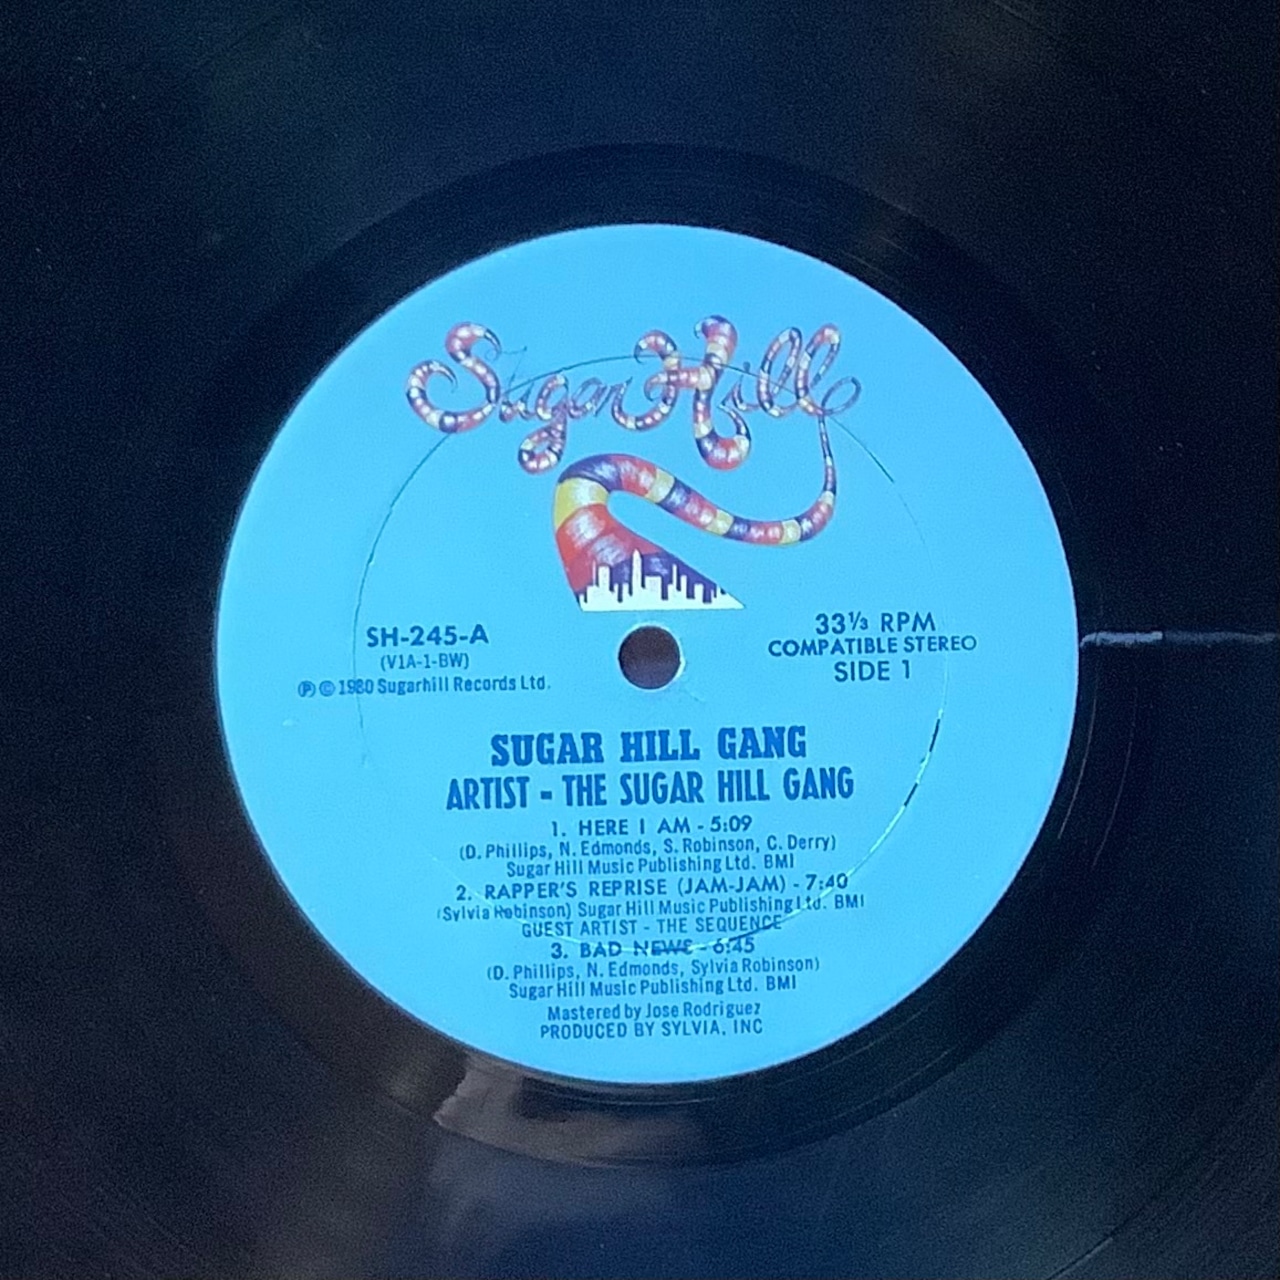 Sugar Hill
SH-245-A
(V1A-1-BW)
Ⓟ © 1980 Sugarhill Records Ltd.
33⅓ RPM
COMPATIBLE STEREO
SIDE 1
SUGAR HILL GANG
ARTIST - THE SUGAR HILL GANG
1. HERE I AM - 5:09
(D. Phillips, N. Edmonds, S. Robinson, C. Derry)
Sugar Hill Music Publishing Ltd. BMI
2. RAPPER'S REPRISE (JAM-JAM) - 7:40
(Sylvia Robinson) Sugar Hill Music Publishing Ltd. BMI
GUEST ARTIST - THE SEQUENCE
3. BAD NEWS - 6:45
(D. Phillips, N. Edmonds, Sylvia Robinson)
Sugar Hill Music Publishing Ltd. BMI
Mastered by Jose Rodriguez
PRODUCED BY SYLVIA, INC